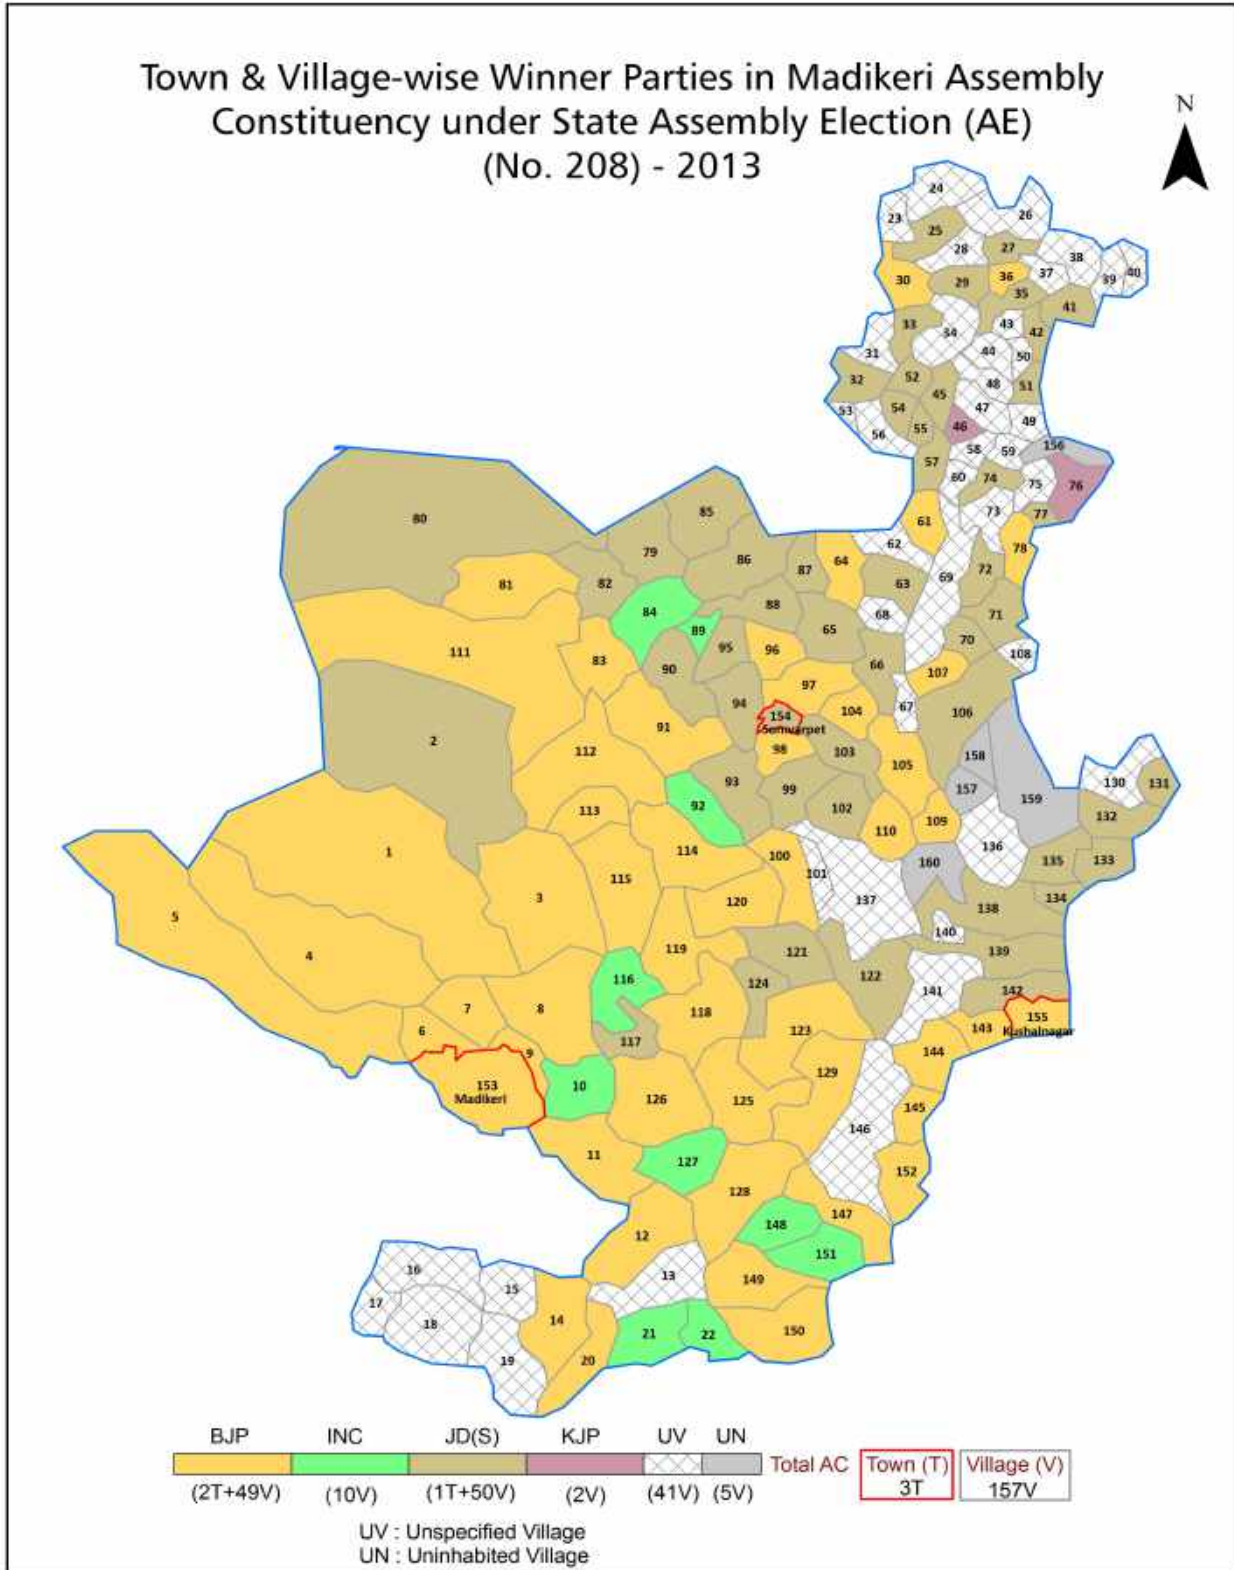 Town & Village-wise Winner Parties in Madikeri Assembly
Constituency under State Assembly Election (AE)
(No. 208) - 2013
N
24
23 26
25
28 27
38
30 29 36 37 39 40
35
41
33 34 43 42
31 44 50
32 52 48 51
45
53 54 47
56 55 46 49
58 59 156
57 60 74 75 76
73 77
80 85 61
79 62 78
86
81 82 87 64 69 72
63
84 88 68 71
89 65 70
95 96 108
111 83 90 66 107
97
94 67
2 91 154 104 106
Somvarpet
112 98 103 158
93 105
99 157 159 130 131
92 102 132
113 110 109
1 114 100 136
160 135 133
115 101
3 120 137 134
5 138
119 140
4 121 139
116 124 122 141 142
7 8 118
6 123 143 155
117 Kushalnagar
9 144
153 10 129
Madikeri 126 125 145
146
11 127 152
128
147
12 148
151
16 13 149
15
17
18 14 21 22 150
19 20
BJP INC JD(S) KJP UV UN
Total AC Town (T) Village (V)
3T 157V
(2T+49V) (10V) (1T+50V) (2V) (41V) (5V)
UV : Unspecified Village
UN : Uninhabited Village